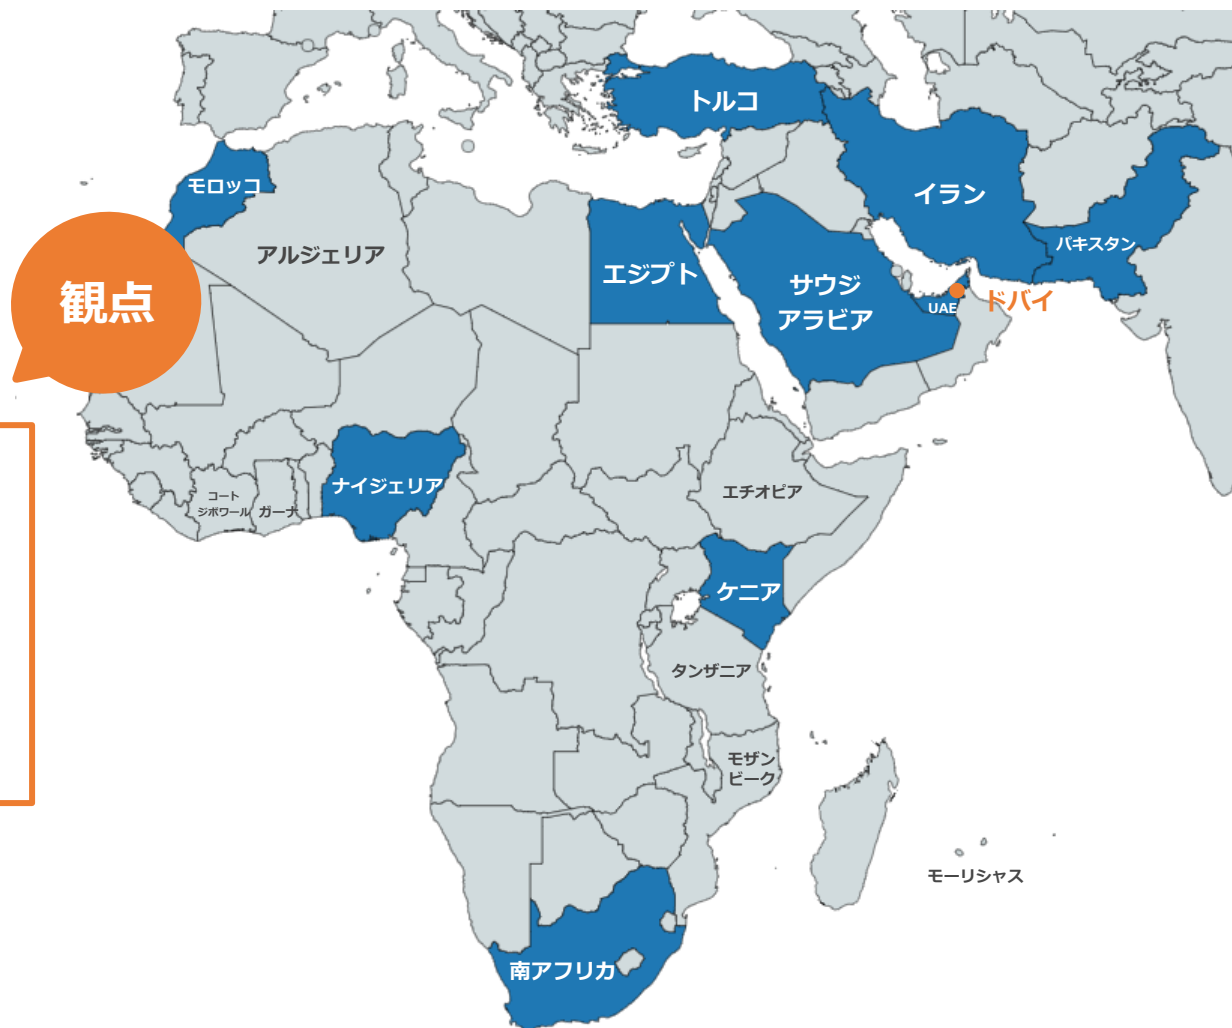 トルコ
モロッコ
イラン
アルジェリア
パキスタン
観点
エジプト
サウジ
アラビア
UAE
ドバイ
ナイジェリア
エチオピア
コート
ジボワール
ガーナ
ケニア
タンザニア
モザン
ビーク
モーリシャス
南アフリカ